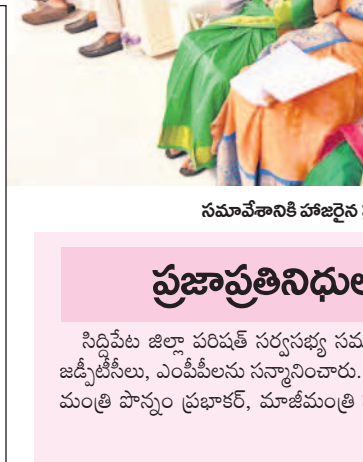 సమావేశానికి హాజరైన
ప్రజాప్రతినిధుల
సిద్దిపేట జిల్లా పరిషత్ సర్వసభ్య సమ
జడ్పీటీసీలు, ఎంపీపీలను సన్మానించారు.
మంత్రి పొన్నం ప్రభాకర్, మాజీమంత్రి